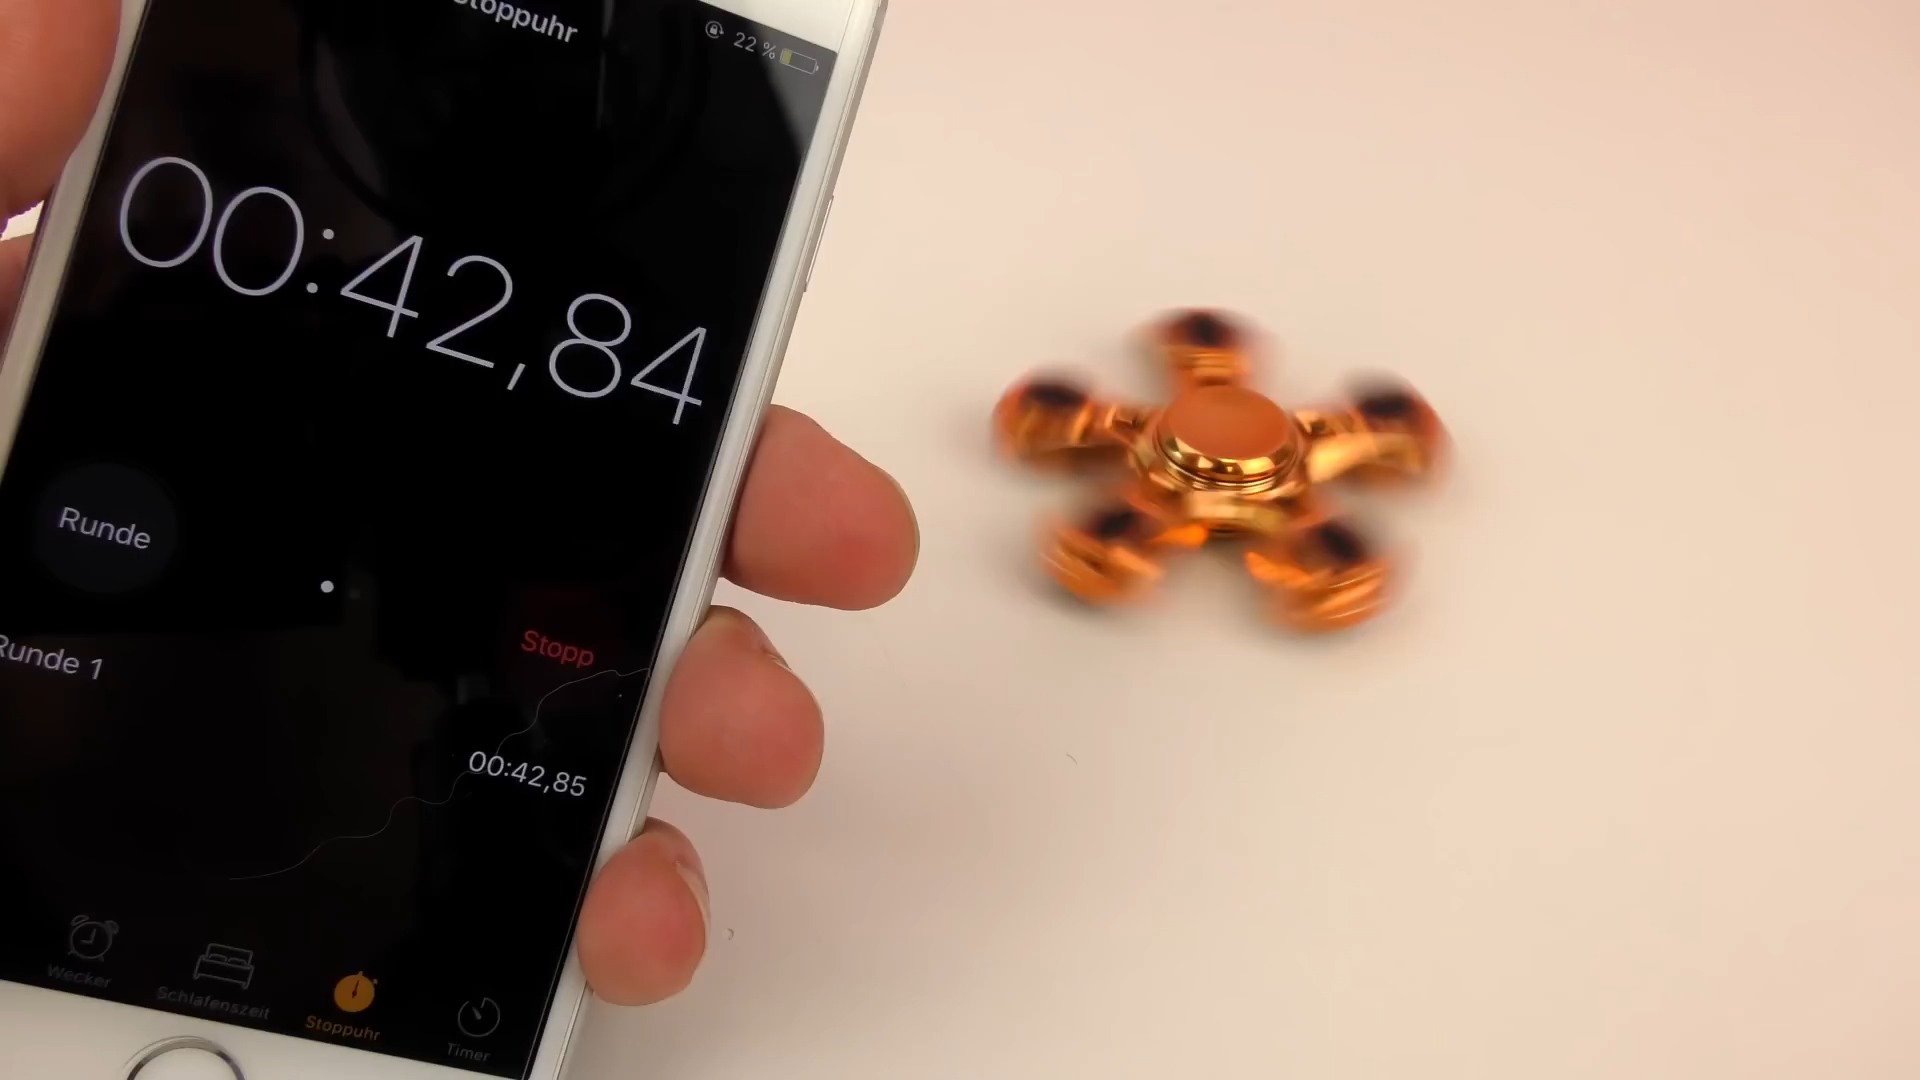 Stoppuhr
22 %
00:42,84
Runde
Stopp
Runde 1
00:42,85
Wecker
Schlafenszeit
Stoppuhr
Timer